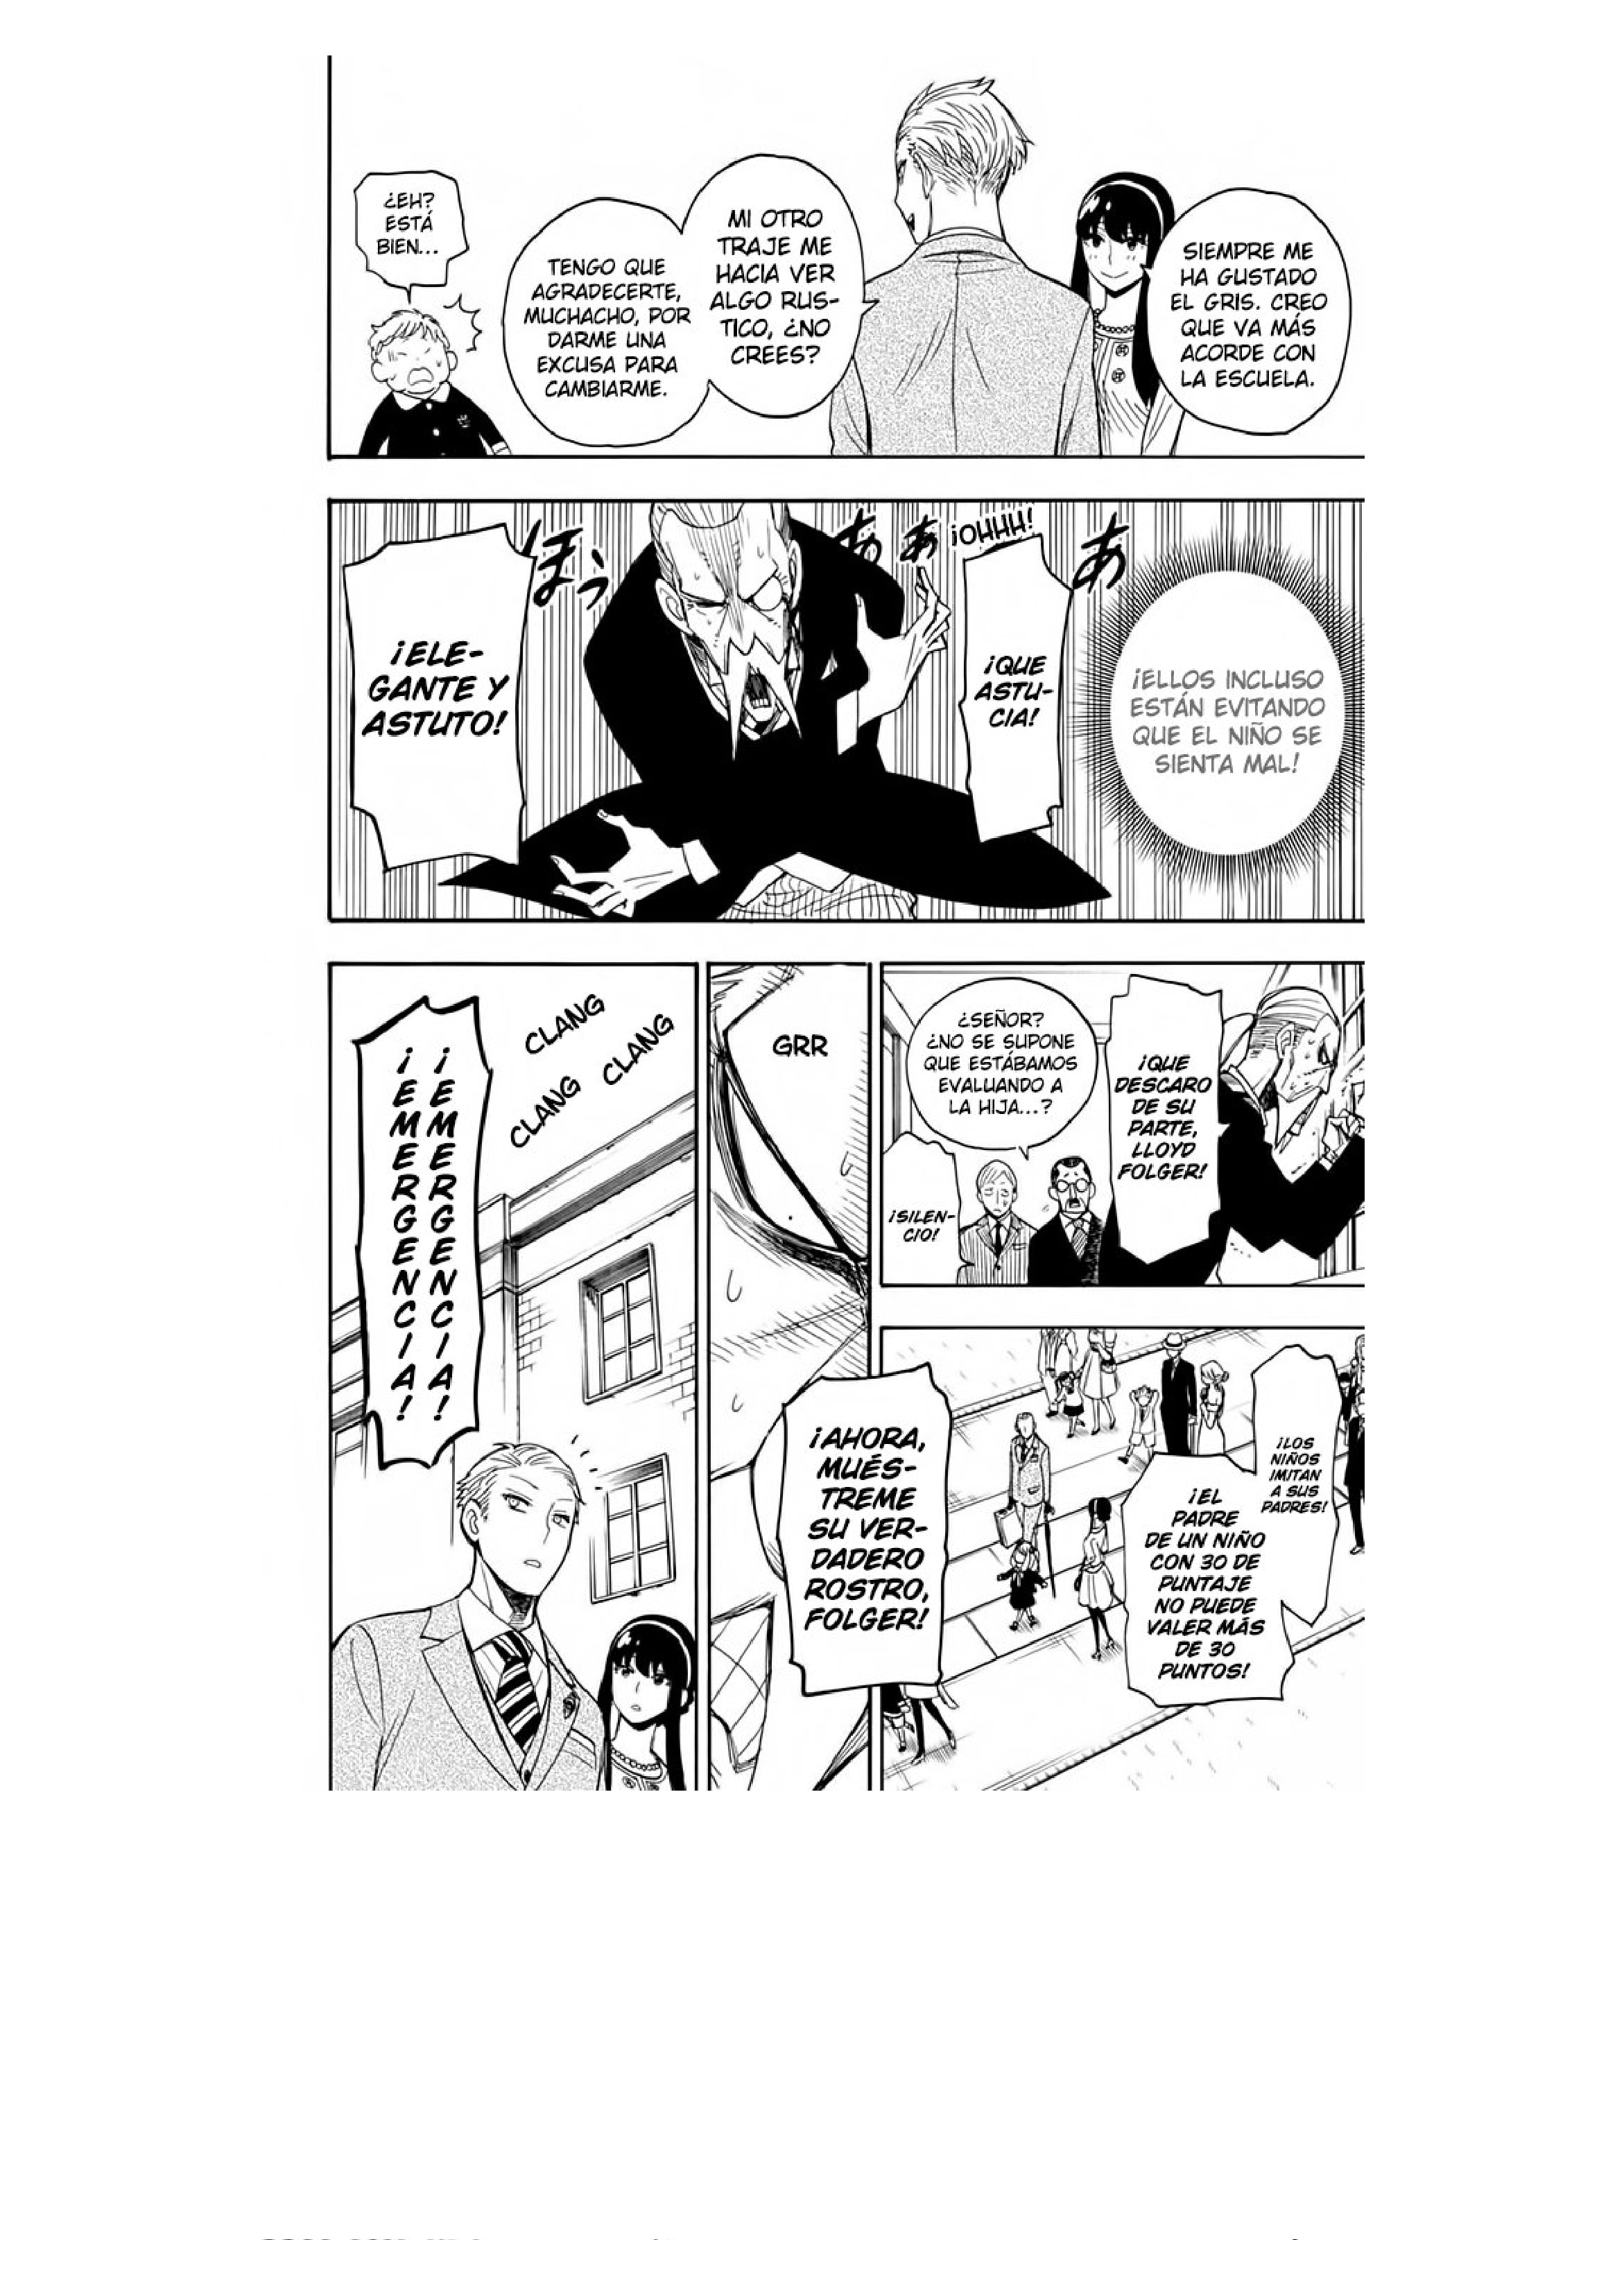 SIEMPRE ME
HA GUSTADO
EL GRIS. CREO
QUE VA MÁS
ACORDE CON
LA ESCUELA.
MI OTRO
TRAJE ME
HACIA VER
ALGO RUS-
TICO, ¿NO
CREES?
TENGO QUE
AGRADECERTE,
MUCHACHO, POR
DARME UNA
EXCUSA PARA
CAMBIARME.
¿EH?
ESTÁ
BIEN...
¡ELLOS INCLUSO
ESTÁN EVITANDO
QUE EL NIÑO SE
SIENTA MAL!
あ
¡OHHH!
ああ
¡QUE
ASTU-
CIA!
ほう
¡ELE-
GANTE Y
ASTUTO!
¡QUE
DESCARO
DE SU
PARTE,
LLOYD
FOLGER!
¿SEÑOR?
¿NO SE SUPONE
QUE ESTÁBAMOS
EVALUANDO A
LA HIJA...?
¡SILEN-
CIO!
¡LOS
NIÑOS
IMITAN
A SUS
PADRES!
¡EL
PADRE
DE UN NIÑO
CON 30 DE
PUNTAJE
NO PUEDE
VALER MÁS
DE 30
PUNTOS!
GRR
¡AHORA,
MUÉS-
TREME
SU VER-
DADERO
ROSTRO,
FOLGER!
CLANG
CLANG
CLANG
¡EMERGENCIA!
¡EMERGENCIA!